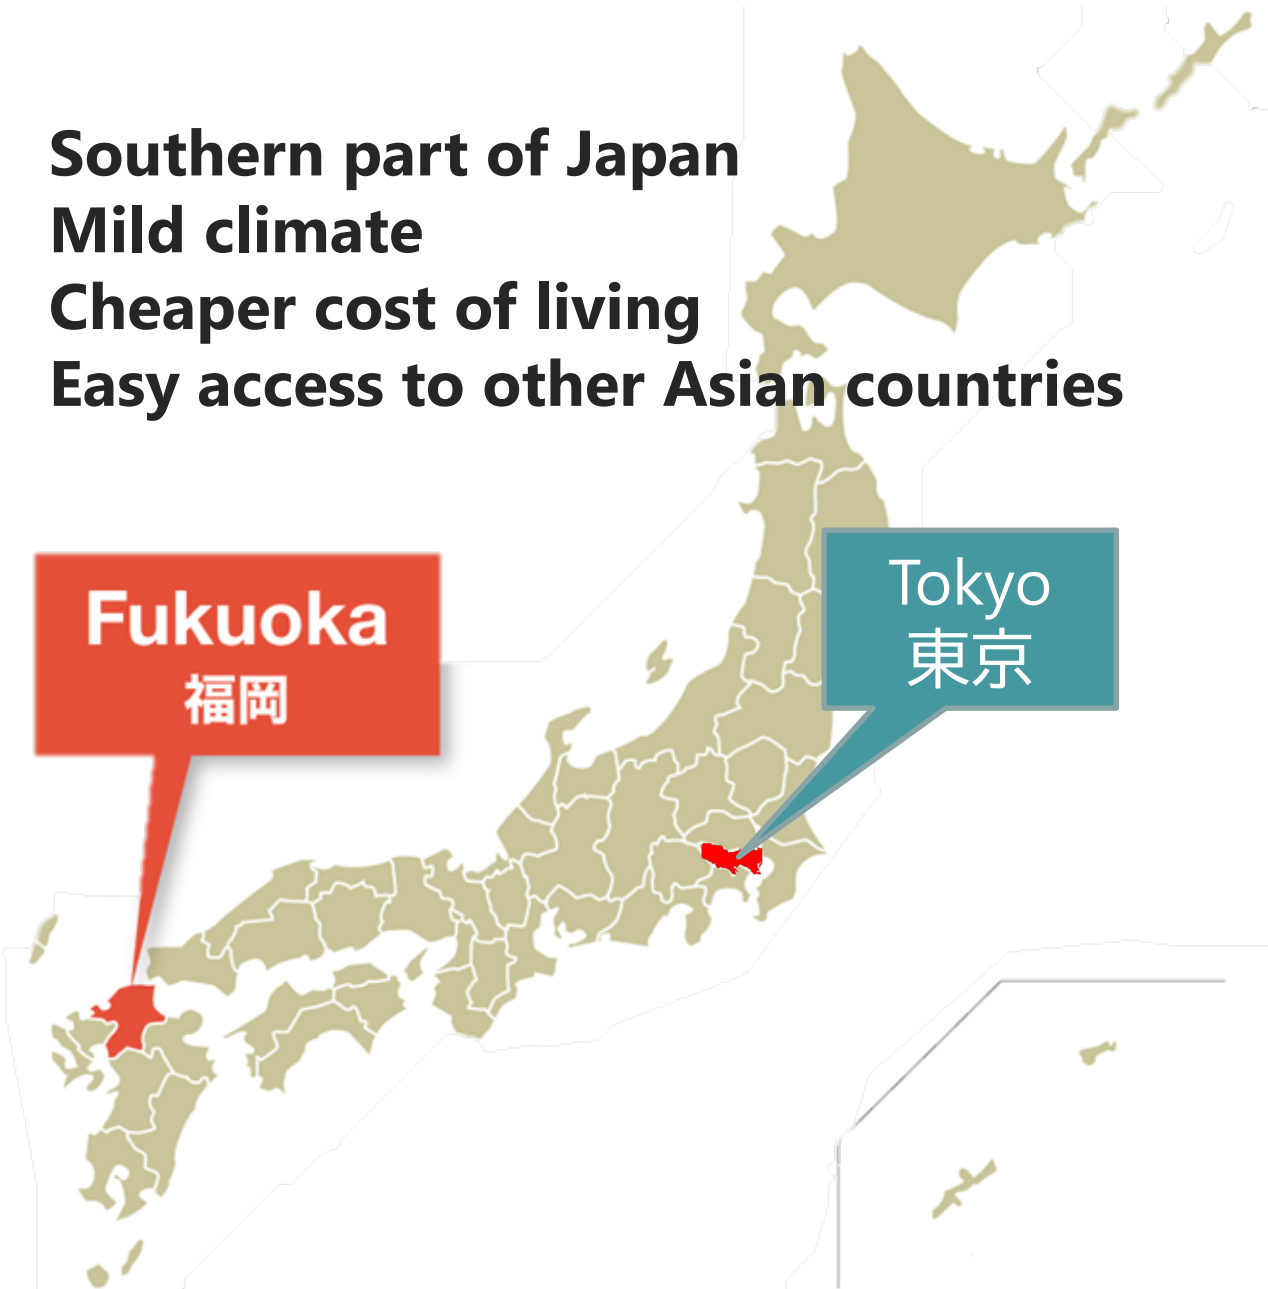 Southern part of Japan
Mild climate
Cheaper cost of living
Easy access to other Asian countries
Fukuoka
福岡
Tokyo
東京